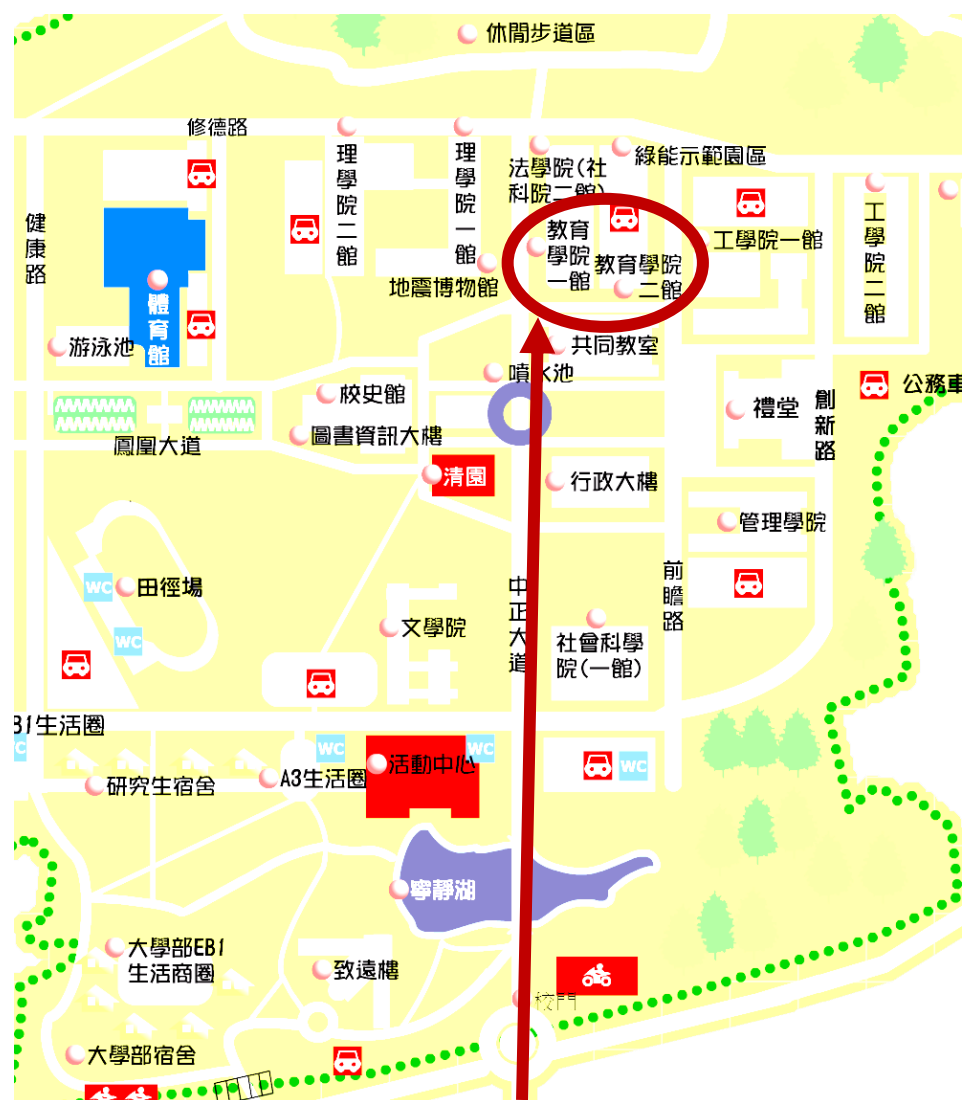 休閒步道區
修德路
理學院二館
理學院一館
法學院(社
科院二館)
綠能示範園區
健康路
教育
學院
一館
教育學院
二館
工學院一館
工學院二館
地震博物館
體育館
游泳池
共同教室
噴水池
校史館
禮堂
創新路
公務車
鳳凰大道
圖書資訊大樓
清園
行政大樓
管理學院
WC
田徑場
WC
中正大道
前瞻路
文學院
社會科學
院(一館)
B1生活圈
WC
WC
WC
WC
活動中心
A3生活圈
研究生宿舍
寧靜湖
大學部EB1
生活商圈
致遠樓
校門
大學部宿舍